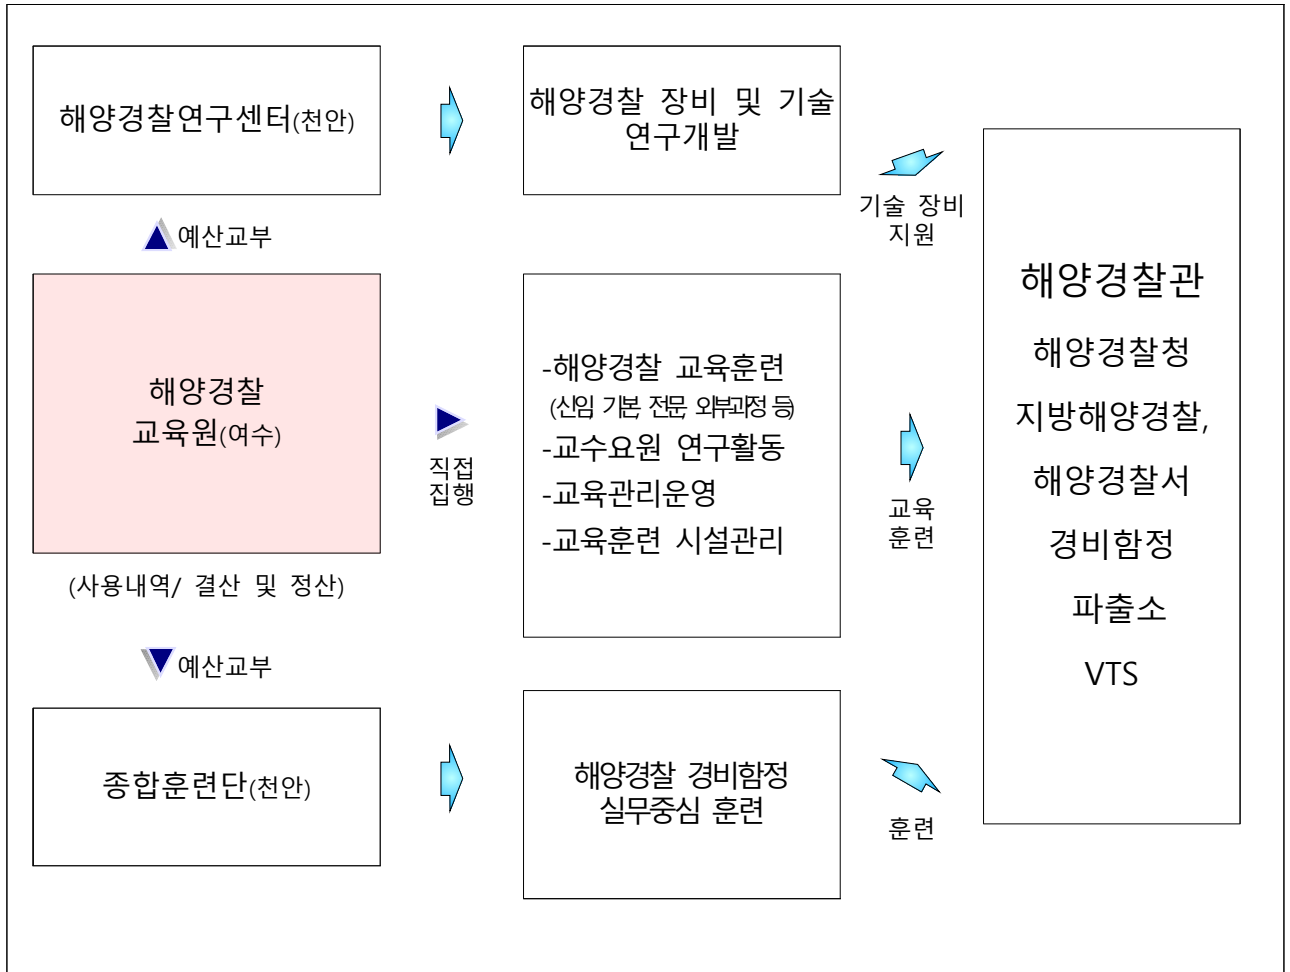 해양경찰연구센터(천안)
해양경찰 장비 및 기술
연구개발
기술 장비
지원
예산교부
해양경찰
교육원(여수)
직접
집행
-해양경찰 교육훈련
(신임, 기본, 전문, 외부과정 등)
-교수요원 연구활동
-교육관리운영
-교육훈련 시설관리
교육
훈련
(사용내역/ 결산 및 정산)
예산교부
종합훈련단(천안)
해양경찰 경비함정
실무중심 훈련
훈련
해양경찰관
해양경찰청
지방해양경찰,
해양경찰서
경비함정
파출소
VTS